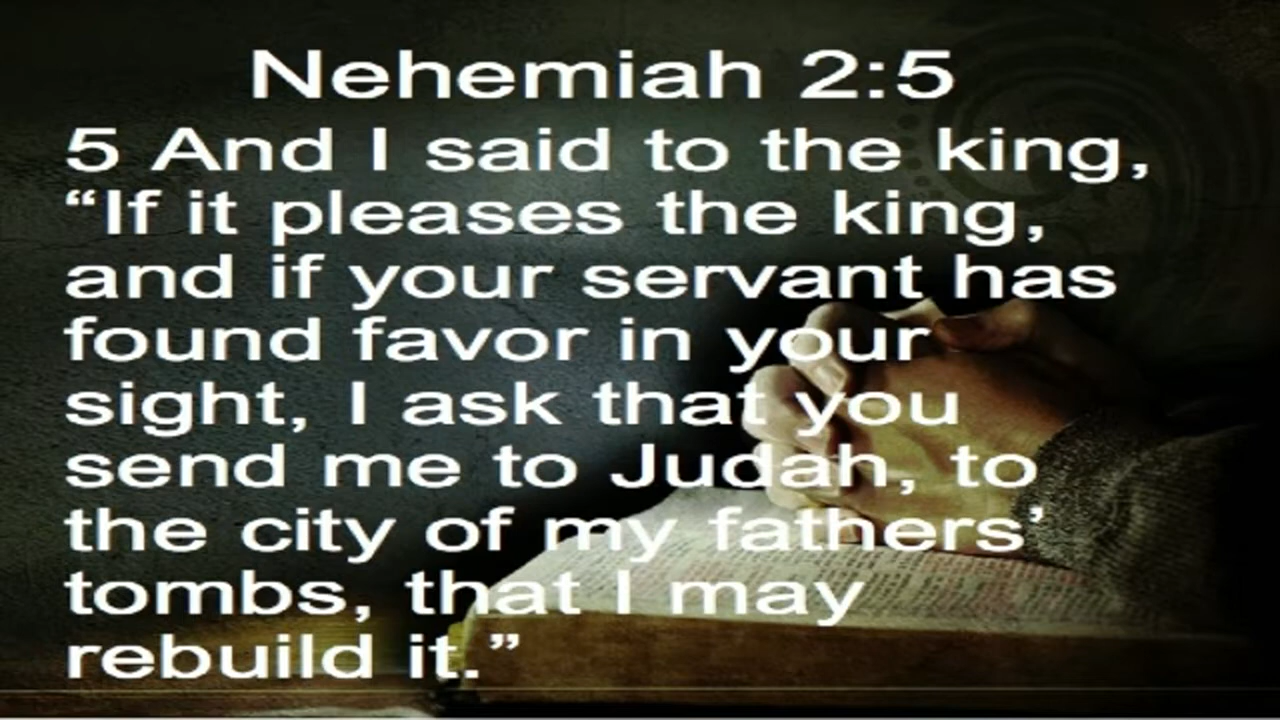 Nehemiah 2:5
5 And I said to the king,
“If it pleases the king,
and if your servant has
found favor in your
sight, I ask that you
send me to Judah, to
the city of my fathers’
tombs, that I may
rebuild it.”